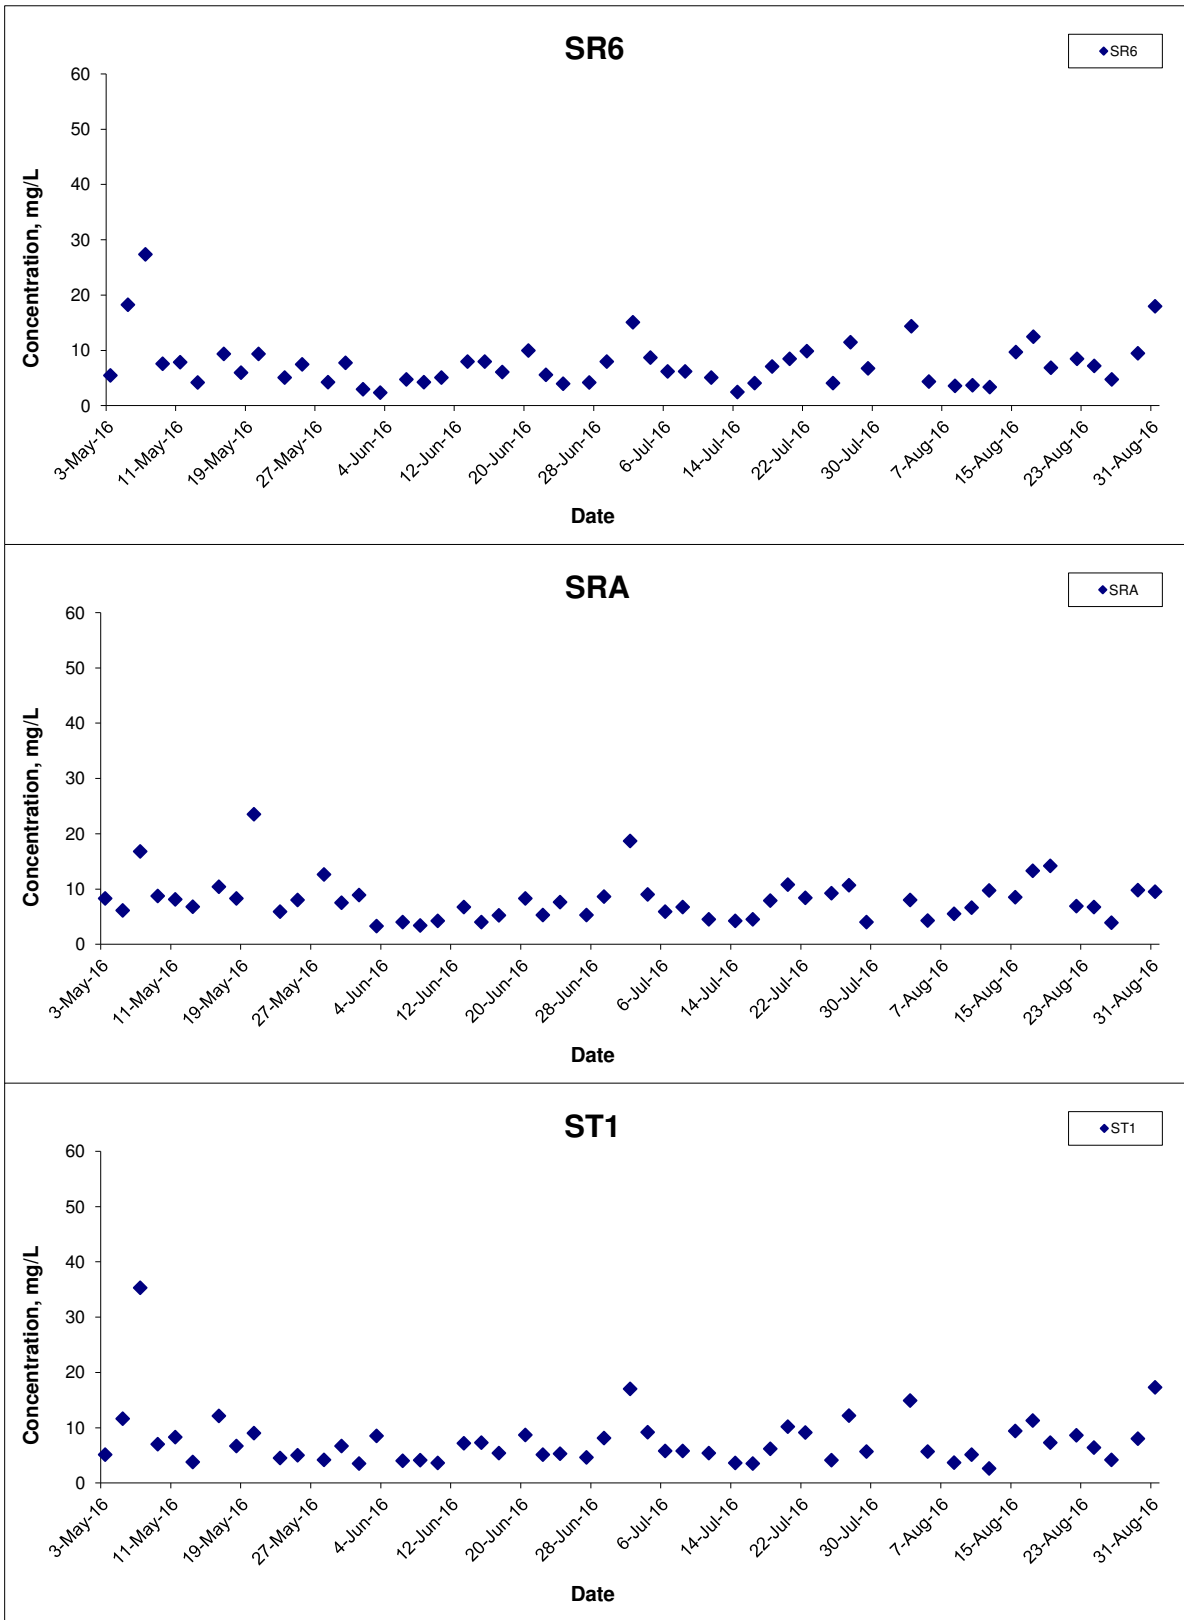 SR6
SR6
60
50
40
30
20
10
0
Concentration, mg/L
3-May-16
11-May-16
19-May-16
27-May-16
4-Jun-16
12-Jun-16
20-Jun-16
28-Jun-16
6-Jul-16
14-Jul-16
22-Jul-16
30-Jul-16
7-Aug-16
15-Aug-16
23-Aug-16
31-Aug-16
Date
SRA
SRA
60
50
40
30
20
10
0
Concentration, mg/L
3-May-16
11-May-16
19-May-16
27-May-16
4-Jun-16
12-Jun-16
20-Jun-16
28-Jun-16
6-Jul-16
14-Jul-16
22-Jul-16
30-Jul-16
7-Aug-16
15-Aug-16
23-Aug-16
31-Aug-16
Date
ST1
ST1
60
50
40
30
20
10
0
Concentration, mg/L
3-May-16
11-May-16
19-May-16
27-May-16
4-Jun-16
12-Jun-16
20-Jun-16
28-Jun-16
6-Jul-16
14-Jul-16
22-Jul-16
30-Jul-16
7-Aug-16
15-Aug-16
23-Aug-16
31-Aug-16
Date